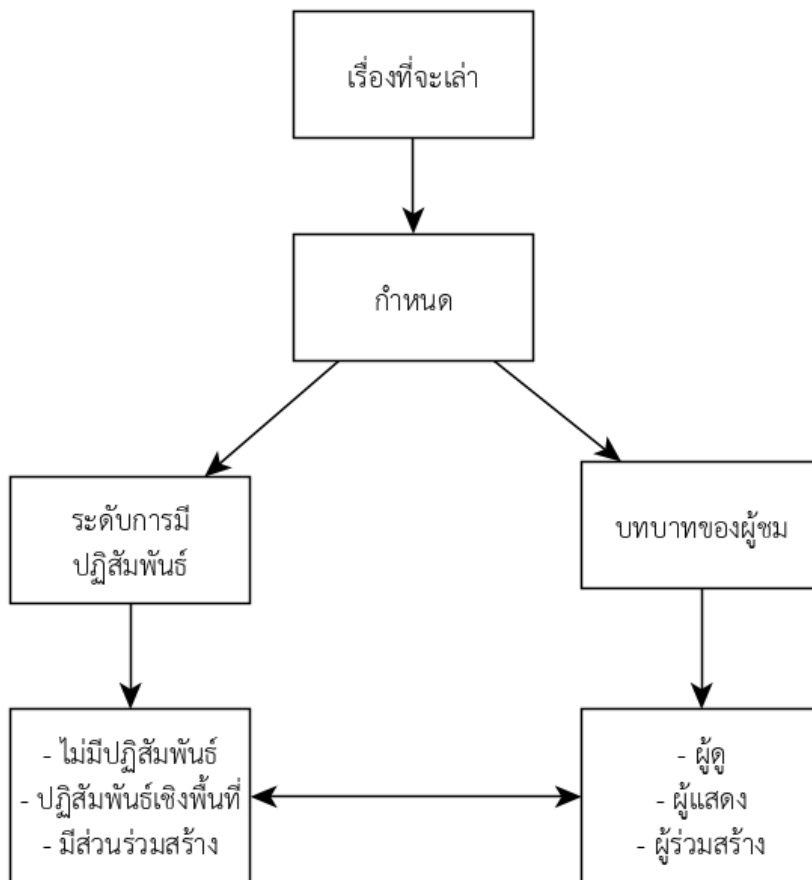 เรื่องที่จะเล่า
กำหนด
ระดับการมี
ปฏิสัมพันธ์
บทบาทของผู้ชม
- ไม่มีปฏิสัมพันธ์
- ปฏิสัมพันธ์เชิงพื้นที่
- มีส่วนร่วมสร้าง
- ผู้ดู
- ผู้แสดง
- ผู้ร่วมสร้าง